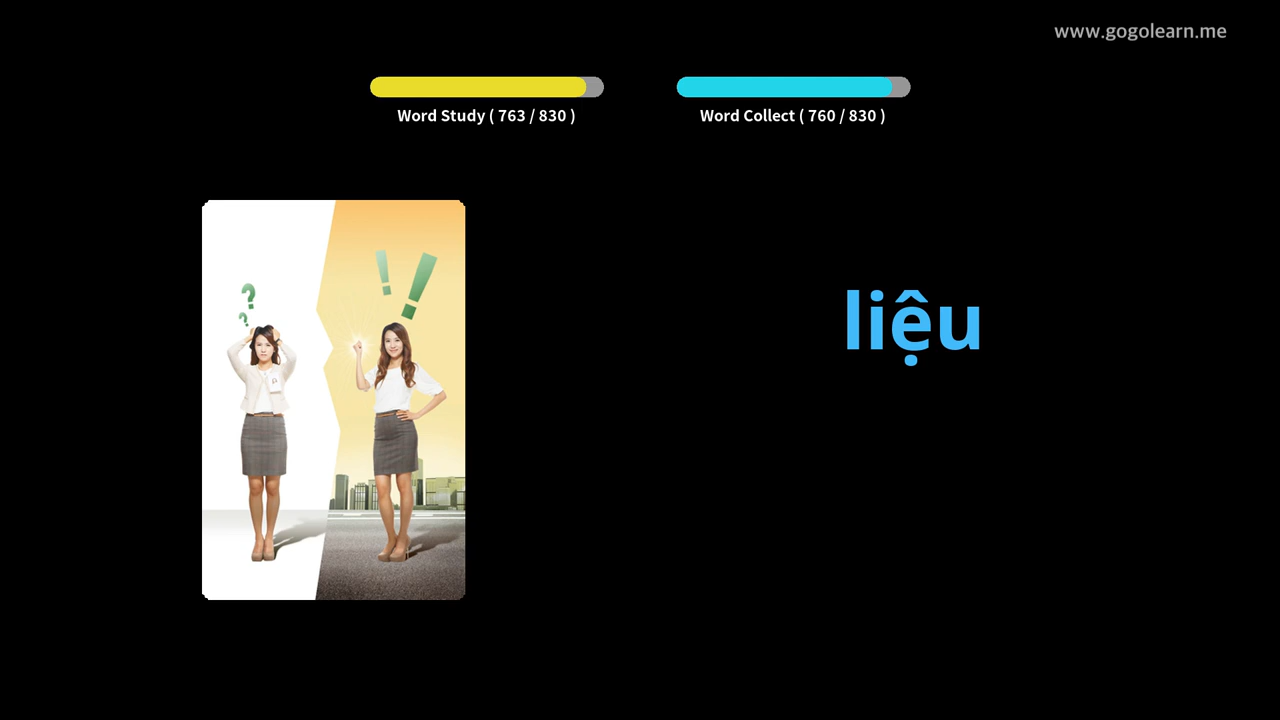 www.gogolearn.me
Word Study ( 763 / 830 )
Word Collect ( 760 / 830 )
? ?
! !
liệu